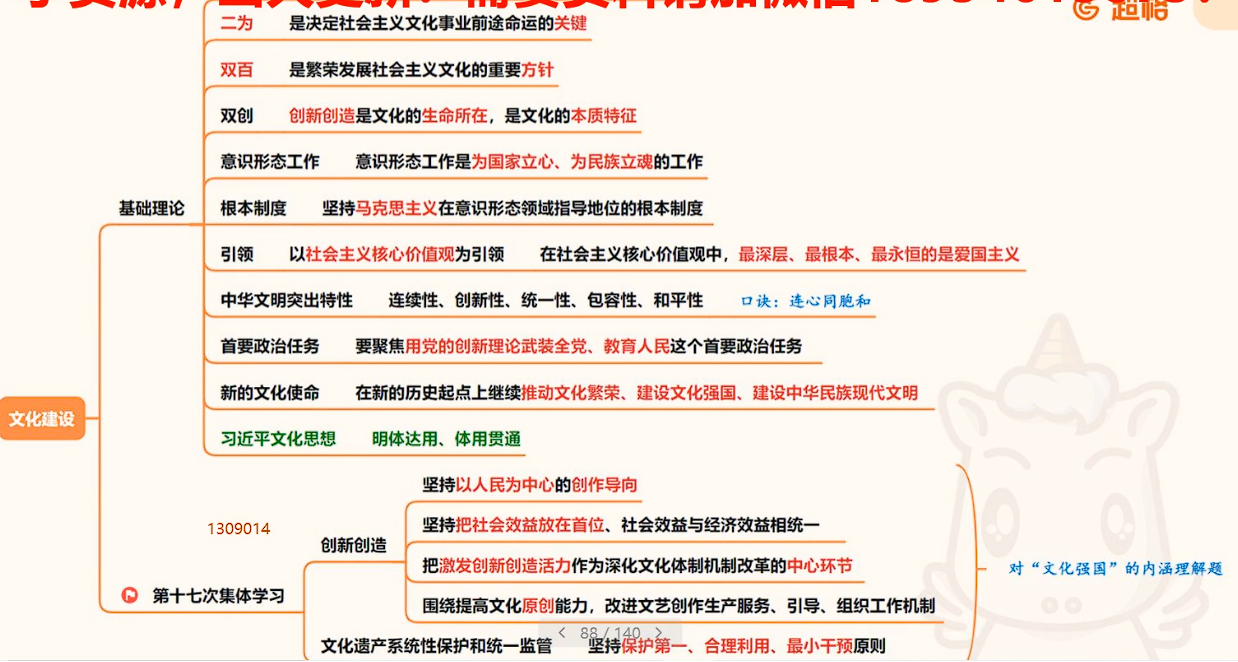 超格
二为 是决定社会主义文化事业前途命运的关键
双百 是繁荣发展社会主义文化的重要方针
双创 创新创造是文化的生命所在，是文化的本质特征
意识形态工作 意识形态工作是为国家立心、为民族立魂的工作
基础理论
根本制度 坚持马克思主义在意识形态领域指导地位的根本制度
引领 以社会主义核心价值观为引领 在社会主义核心价值观中，最深层、最根本、最永恒的是爱国主义
中华文明突出特性 连续性、创新性、统一性、包容性、和平性 口诀：连心同胞和
首要政治任务 要聚焦用党的创新理论武装全党、教育人民这个首要政治任务
新的文化使命 在新的历史起点上继续推动文化繁荣、建设文化强国、建设中华民族现代文明
文化建设
习近平文化思想 明体达用、体用贯通
坚持以人民为中心的创作导向
1309014
坚持把社会效益放在首位、社会效益与经济效益相统一
创新创造
把激发创新创造活力作为深化文化体制机制改革的中心环节
对“文化强国”的内涵理解题
第十七次集体学习
围绕提高文化原创能力，改进文艺创作生产服务、引导、组织工作机制
88 / 140
文化遗产系统性保护和统一监管 坚持保护第一、合理利用、最小干预原则